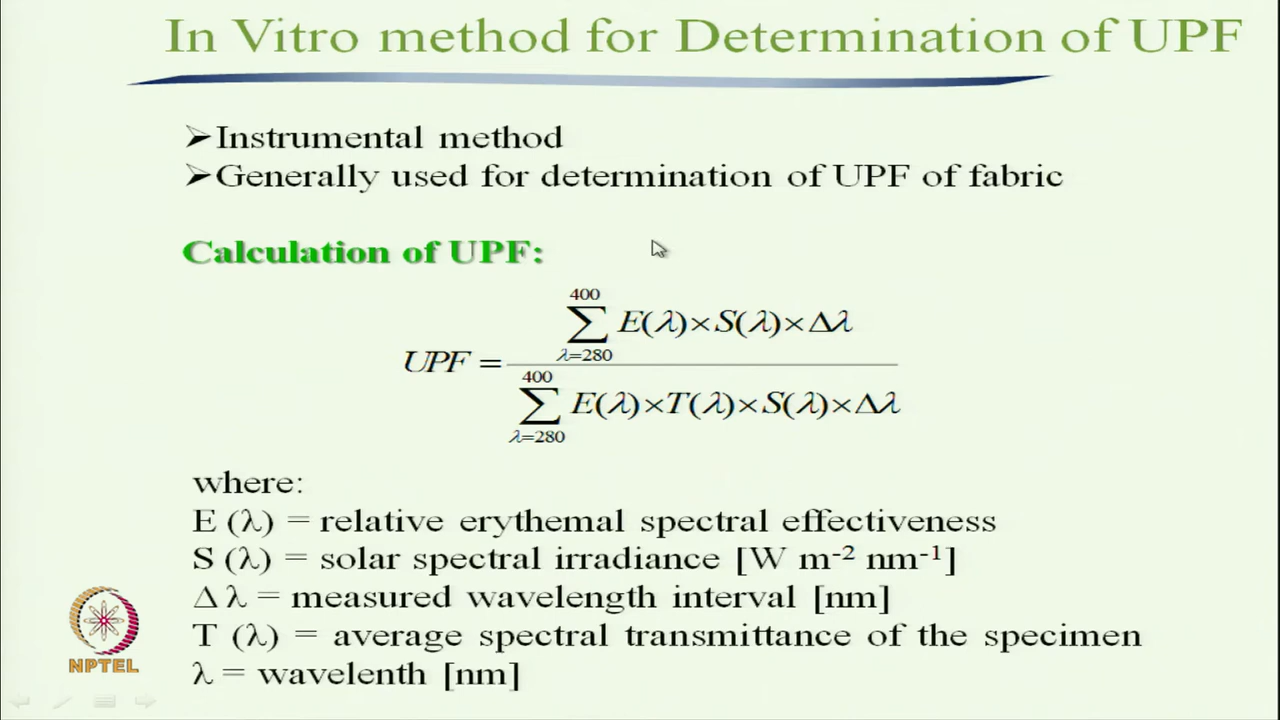 In Vitro method for Determination of UPF
➢Instrumental method
➢Generally used for determination of UPF of fabric
Calculation of UPF:
400
∑ E(λ)×S(λ)×Δλ
λ=280
UPF =
400
∑ E(λ)×T(λ)×S(λ)×Δλ
λ=280
where:
E (λ) = relative erythemal spectral effectiveness
S (λ) = solar spectral irradiance [W m-2 nm-1]
Δ λ = measured wavelength interval [nm]
T (λ) = average spectral transmittance of the specimen
λ = wavelenth [nm]
NPTEL